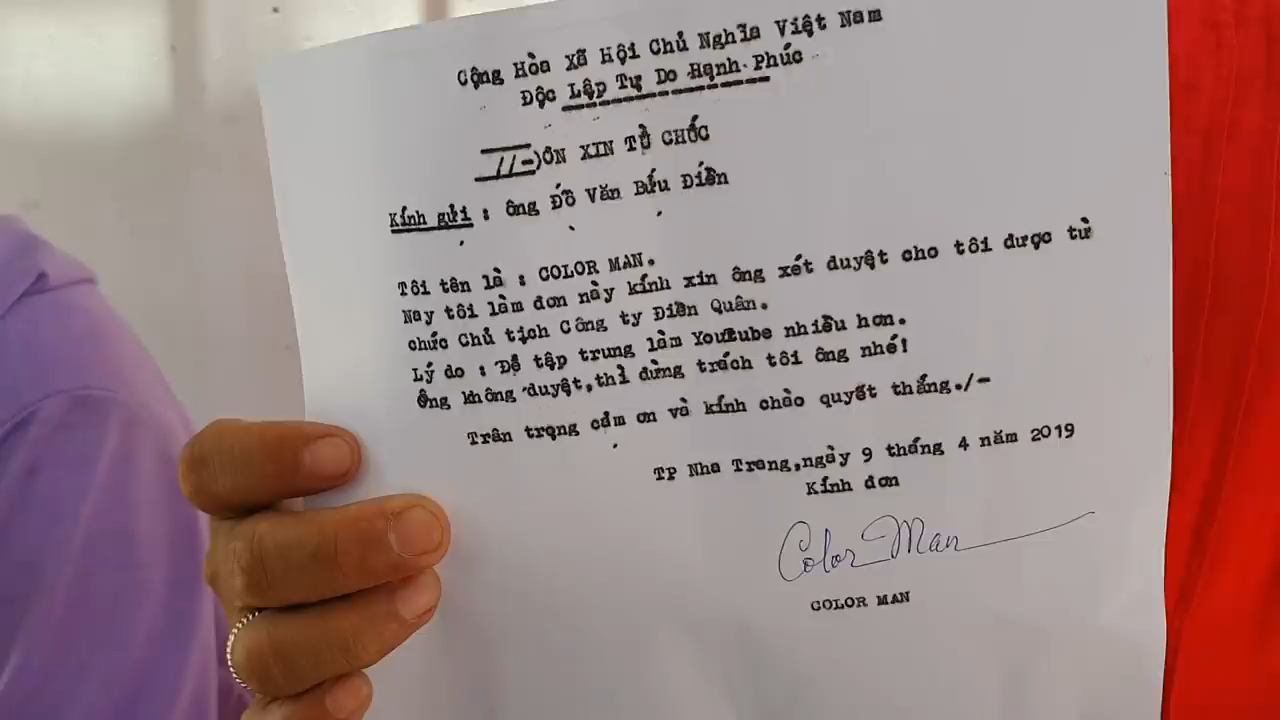 Cộng Hòa Xã Hội Chủ Nghĩa Việt Nam
Độc Lập Tự Do Hạnh Phúc
ĐƠN XIN TỪ CHỨC
Kính gửi : ông Đỗ Văn Bửu Điền
Tôi tên là : COLOR MAN.
Nay tôi làm đơn này kính xin ông xét duyệt cho tôi được từ
chức Chủ tịch Công ty Điền Quân.
Lý do : Để tập trung làm Youtube nhiều hơn.
Ông không duyệt,thì đừng trách tôi ông nhé!
Trân trọng cảm ơn và kính chào quyết thắng./-
TP Nha Trang,ngày 9 tháng 4 năm 2019
Kính đơn
Color Man
COLOR MAN